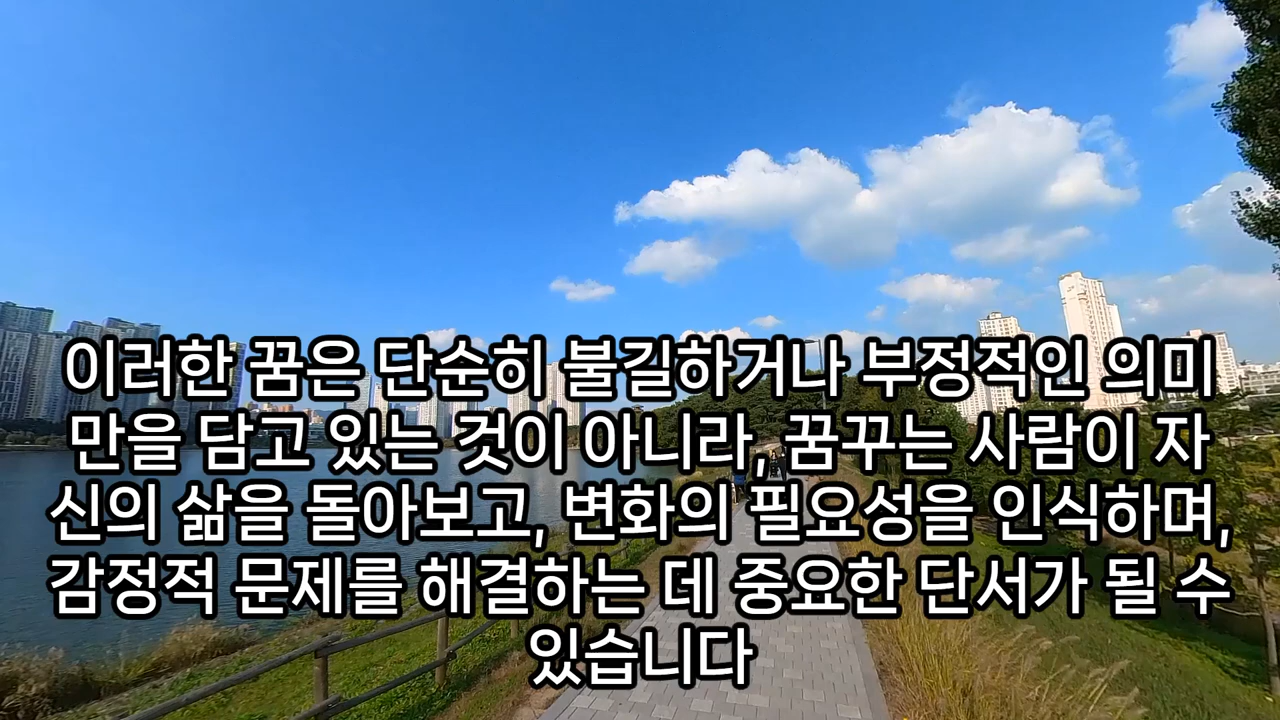 이러한 꿈은 단순히 불길하거나 부정적인 의미
만을 담고 있는 것이 아니라, 꿈꾸는 사람이 자
신의 삶을 돌아보고, 변화의 필요성을 인식하며,
감정적 문제를 해결하는 데 중요한 단서가 될 수
있습니다